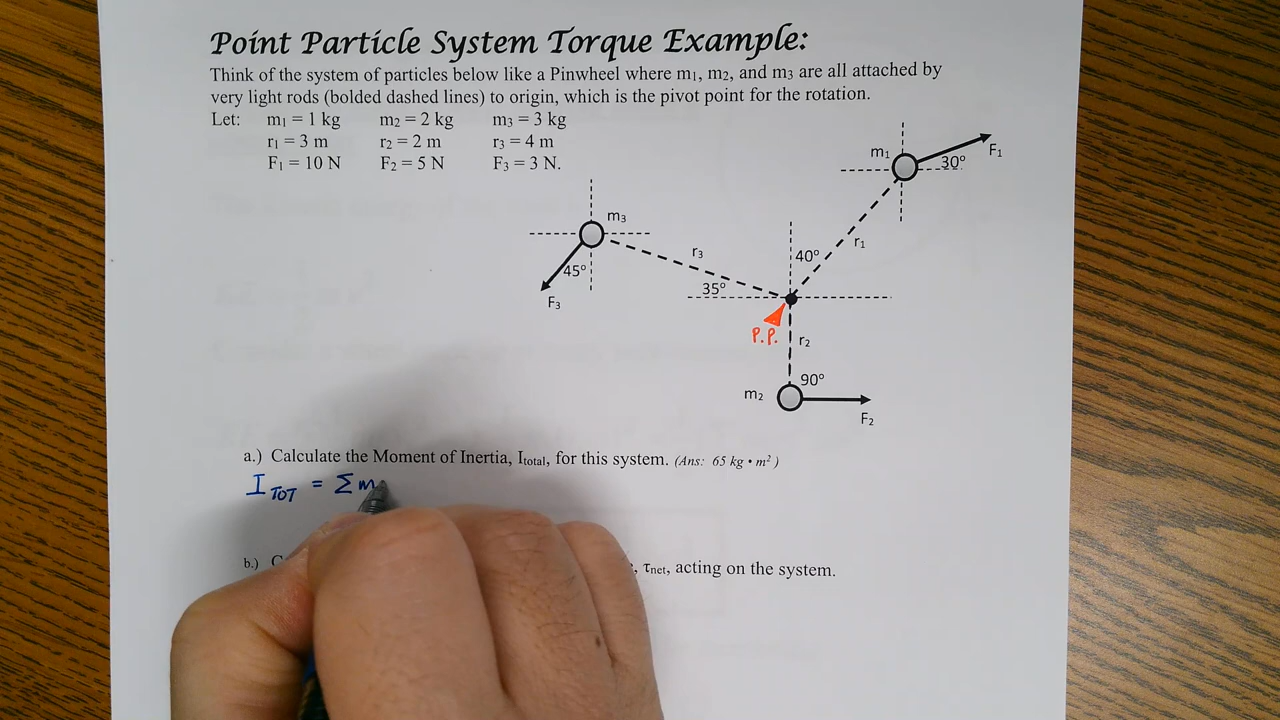 Point Particle System Torque Example:
Think of the system of particles below like a Pinwheel where m₁, m₂, and m₃ are all attached by
very light rods (bolded dashed lines) to origin, which is the pivot point for the rotation.
Let: m₁ = 1 kg m₂ = 2 kg m₃ = 3 kg
r₁ = 3 m r₂ = 2 m r₃ = 4 m
F₁ = 10 N F₂ = 5 N F₃ = 3 N.
m₁ F₁
30°
m₃
r₁
r₃ 40°
45°
35°
F₃
P.P. r₂
90°
m₂
F₂
a.) Calculate the Moment of Inertia, Itotal, for this system. (Ans: 65 kg • m²)
I TOT = Σ m
b.) τnet, acting on the system.